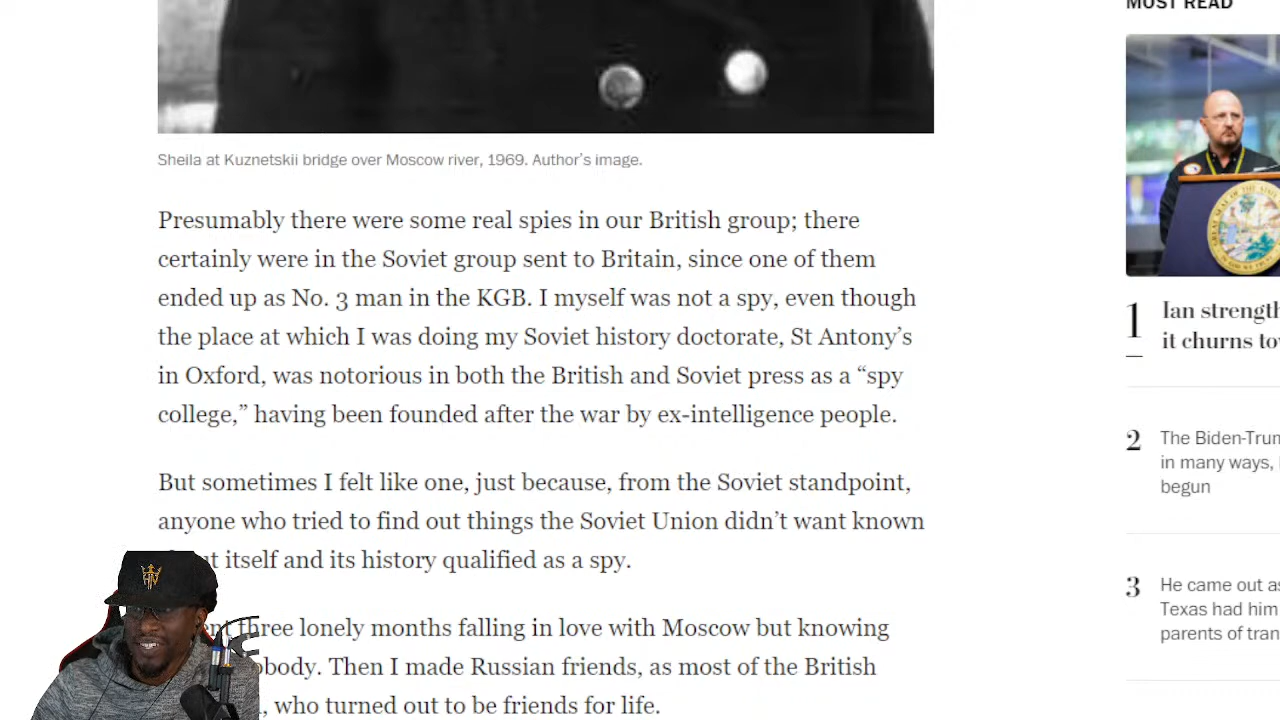 MOST READ
Sheila at Kuznetskii bridge over Moscow river, 1969. Author's image.
Presumably there were some real spies in our British group; there
certainly were in the Soviet group sent to Britain, since one of them
ended up as No. 3 man in the KGB. I myself was not a spy, even though
the place at which I was doing my Soviet history doctorate, St Antony's
in Oxford, was notorious in both the British and Soviet press as a “spy
college,” having been founded after the war by ex-intelligence people.
But sometimes I felt like one, just because, from the Soviet standpoint,
anyone who tried to find out things the Soviet Union didn't want known
itself and its history qualified as a spy.
three lonely months falling in love with Moscow but knowing
Then I made Russian friends, as most of the British
, who turned out to be friends for life.
1
Ian
it churns
2
The
in many ways,
begun
3
He came out
Texas had him
parents of